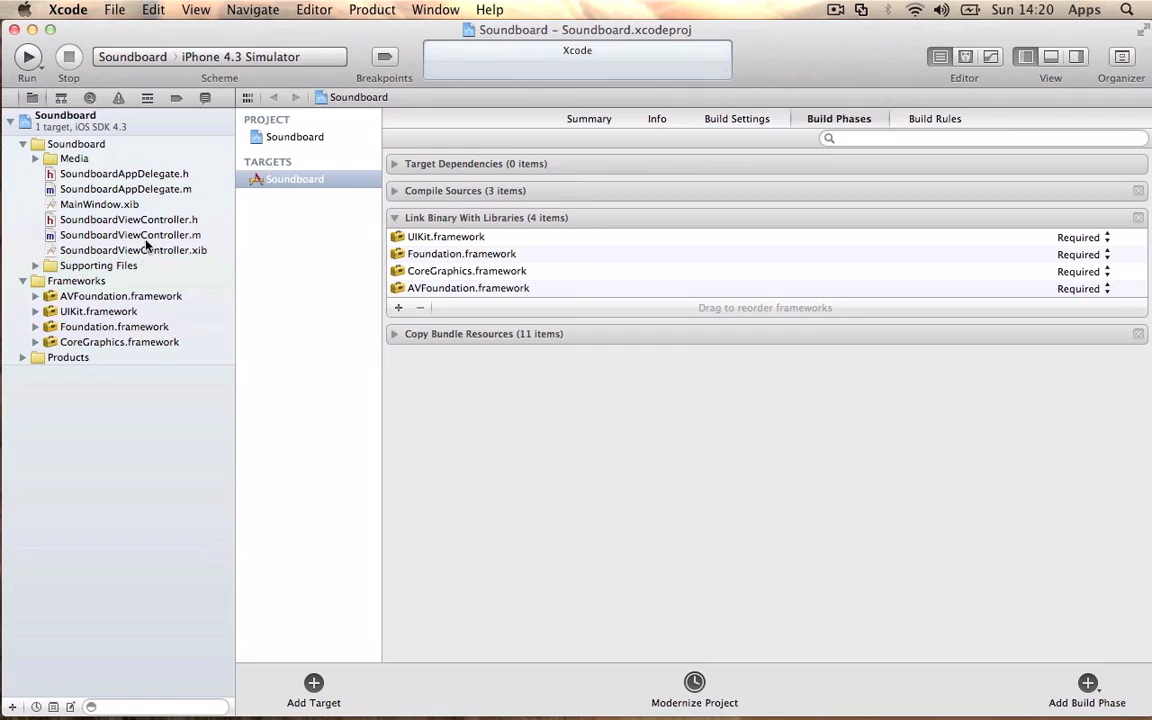 Xcode File Edit View Navigate Editor Product Window Help Sun 14:20 Apps
Soundboard – Soundboard.xcodeproj
Soundboard iPhone 4.3 Simulator
Xcode
Run Stop Scheme Breakpoints Editor View Organizer
Soundboard
Soundboard
1 target, iOS SDK 4.3
Soundboard
Media
SoundboardAppDelegate.h
SoundboardAppDelegate.m
MainWindow.xib
SoundboardViewController.h
SoundboardViewController.m
SoundboardViewController.xib
Supporting Files
Frameworks
AVFoundation.framework
UIKit.framework
Foundation.framework
CoreGraphics.framework
Products
PROJECT
Soundboard
TARGETS
Soundboard
Summary Info Build Settings Build Phases Build Rules
Target Dependencies (0 items)
Compile Sources (3 items)
Link Binary With Libraries (4 items)
UIKit.framework Required
Foundation.framework Required
CoreGraphics.framework Required
AVFoundation.framework Required
+ – Drag to reorder frameworks
Copy Bundle Resources (11 items)
Add Target Modernize Project Add Build Phase